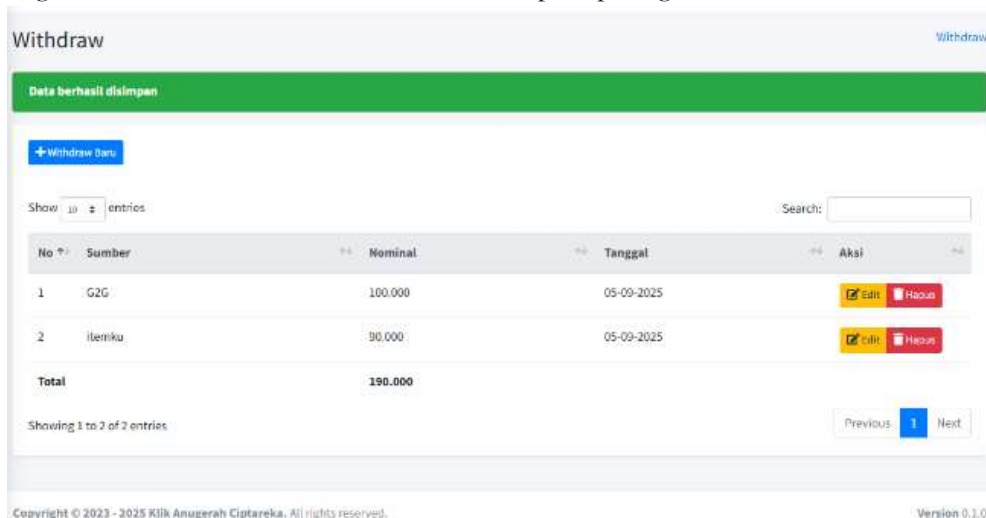 Withdraw
Withdraw
Data berhasil disimpan
Withdraw Baru
Show 10 entries
Search:
No Sumber Nominal Tanggal Aksi
1 G2G 100.000 05-09-2025 Edit Hapus
2 itemku 90.000 05-09-2025 Edit Hapus
Total 190.000
Showing 1 to 2 of 2 entries
Previous 1 Next
Copyright © 2023 - 2025 Klik Anugerah Ciptareka. All rights reserved.
Version 0.1.0